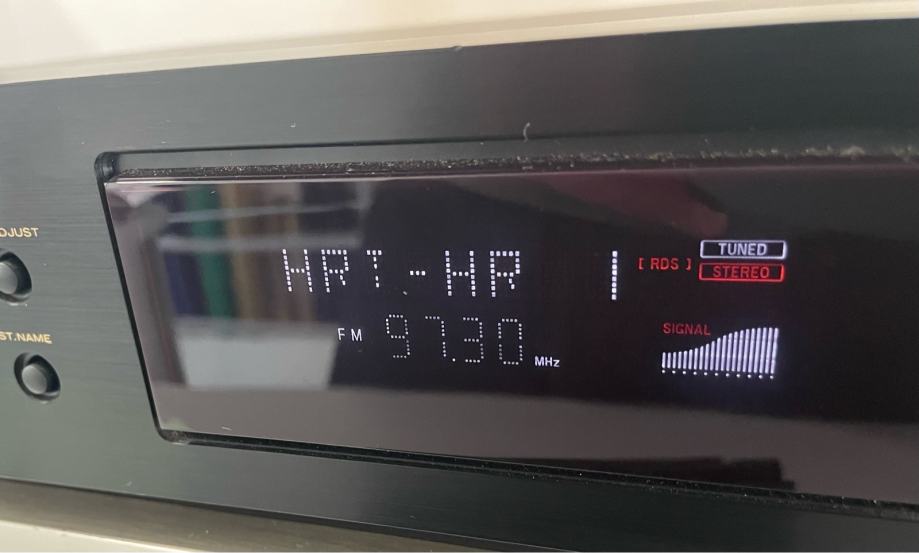 DJUST
ST.NAME
HRT-HR 1
[ RDS ]
TUNED
STEREO
FM 97.30 MHz
SIGNAL